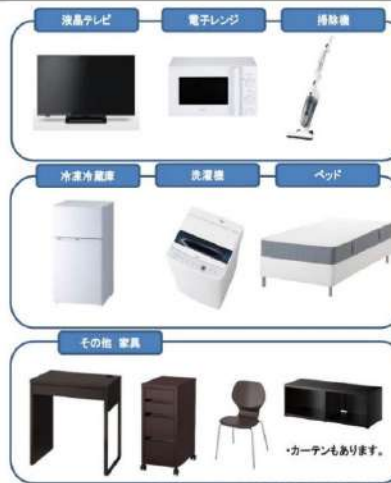 液晶テレビ
電子レンジ
掃除機
冷凍冷蔵庫
洗濯機
ベッド
その他 家具
・カーテンもあります。